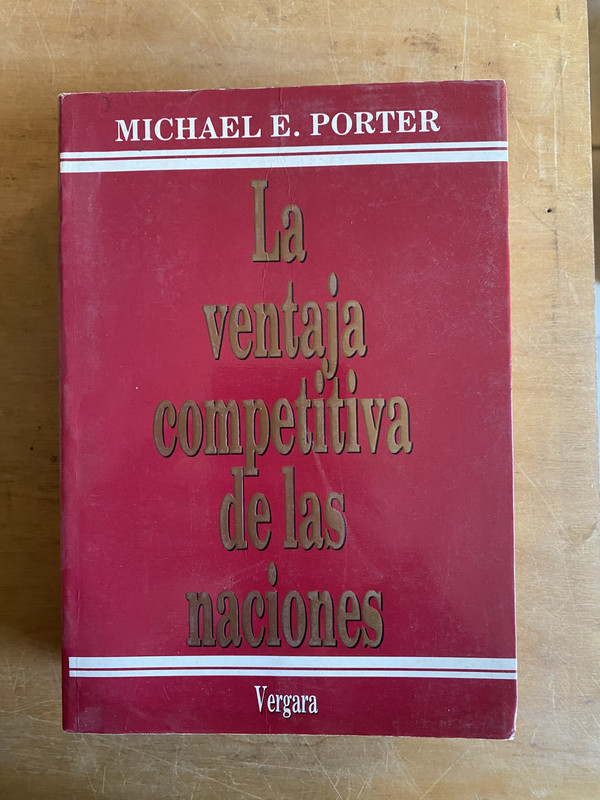 MICHAEL E. PORTER
La
ventaja
competitiva
de las
naciones
Vergara